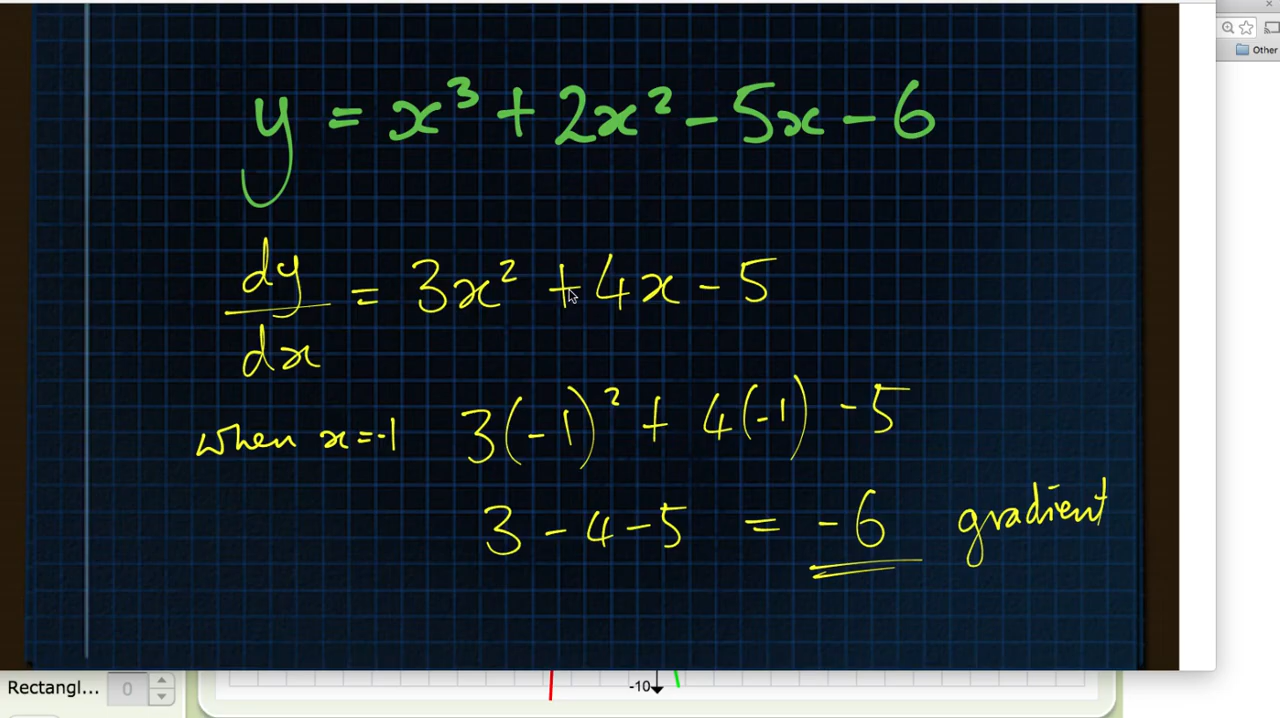 Other
y = x³ + 2x² - 5x - 6
dy/dx = 3x² + 4x - 5
when x=-1 3(-1)² + 4(-1) - 5
3 - 4 - 5 = -6 gradient
Rectangl... 0
-10